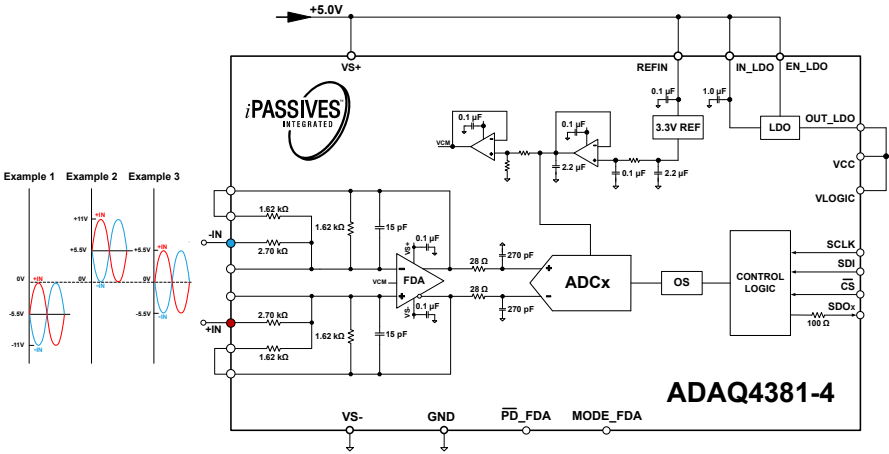 +5.0V
VS+
REFIN
IN_LDO
EN_LDO
iPASSIVES™
INTEGRATED
0.1 µF
0.1 µF
0.1 µF
1.0 µF
3.3V REF
LDO
OUT_LDO
VCM
2.2 µF
0.1 µF
2.2 µF
VCC
VLOGIC
Example 1
Example 2
Example 3
+11V
+IN
+5.5V
+5.5V
+IN
0V
+IN
0V
-IN
0V
-5.5V
-5.5V
-IN
-11V
-IN
-IN
1.62 kΩ
1.62 kΩ
15 pF
2.70 kΩ
VS+
0.1 µF
28 Ω
270 pF
VCM
FDA
ADCx
OS
CONTROL
LOGIC
SCLK
SDI
CS
SDOx
100 Ω
28 Ω
270 pF
VS-
0.1 µF
+IN
2.70 kΩ
1.62 kΩ
15 pF
1.62 kΩ
ADAQ4381-4
VS-
GND
PD_FDA
MODE_FDA